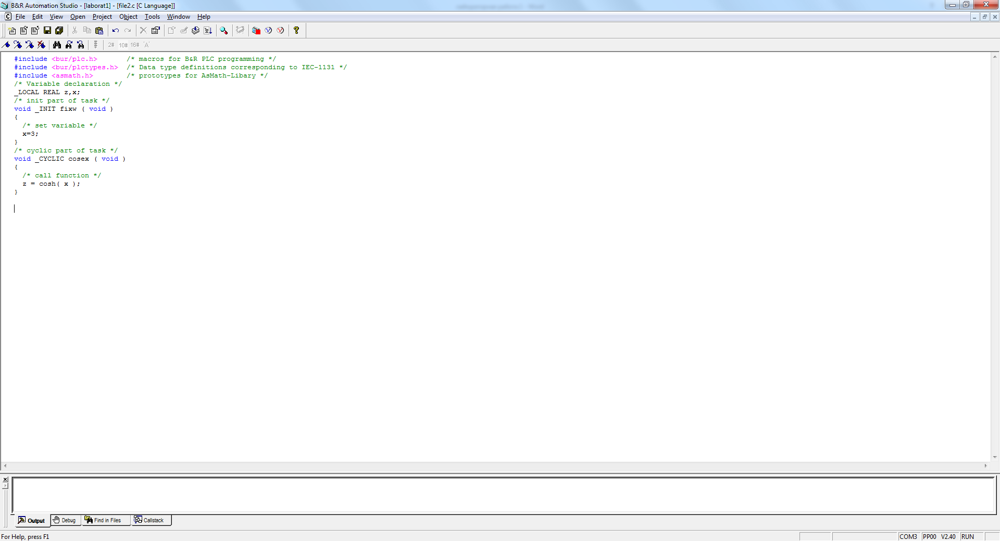 B&R Automation Studio - [laborat1] - [file2.c [C Language]]
File Edit View Open Project Object Tools Window Help
2# 10# 16# 'A'
#include <bur/plc.h>       /* macros for B&R PLC programming */
#include <bur/plctypes.h>  /* Data type definitions corresponding to IEC-1131 */
#include <asmath.h>        /* prototypes for AsMath-Libary */
/* Variable declaration */
_LOCAL REAL z,x;
/* init part of task */
void _INIT fixw ( void )
{
  /* set variable */
  x=3;
}
/* cyclic part of task */
void _CYCLIC cosex ( void )
{
  /* call function */
  z = cosh( x );
}
Output Debug Find in Files Callstack
For Help, press F1 COM3 PP00 V2.40 RUN